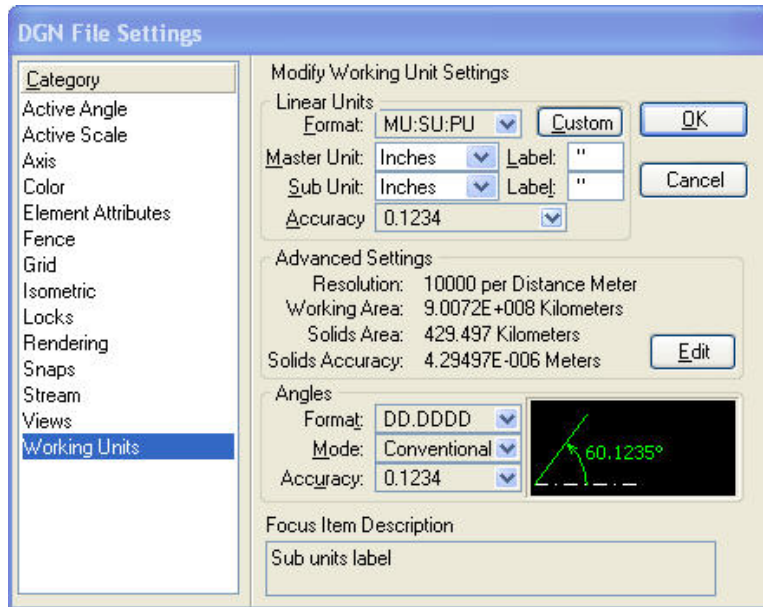 DGN File Settings
Category
Active Angle
Active Scale
Axis
Color
Element Attributes
Fence
Grid
Isometric
Locks
Rendering
Snaps
Stream
Views
Working Units
Modify Working Unit Settings
Linear Units
Format: MU:SU:PU Custom
Master Unit: Inches Label: "
Sub Unit: Inches Label: "
Accuracy 0.1234
OK
Cancel
Advanced Settings
Resolution: 10000 per Distance Meter
Working Area: 9.0072E+008 Kilometers
Solids Area: 429.497 Kilometers
Solids Accuracy: 4.29497E-006 Meters
Edit
Angles
Format: DD.DDDD
Mode: Conventional
Accuracy: 0.1234
60.1235°
Focus Item Description
Sub units label